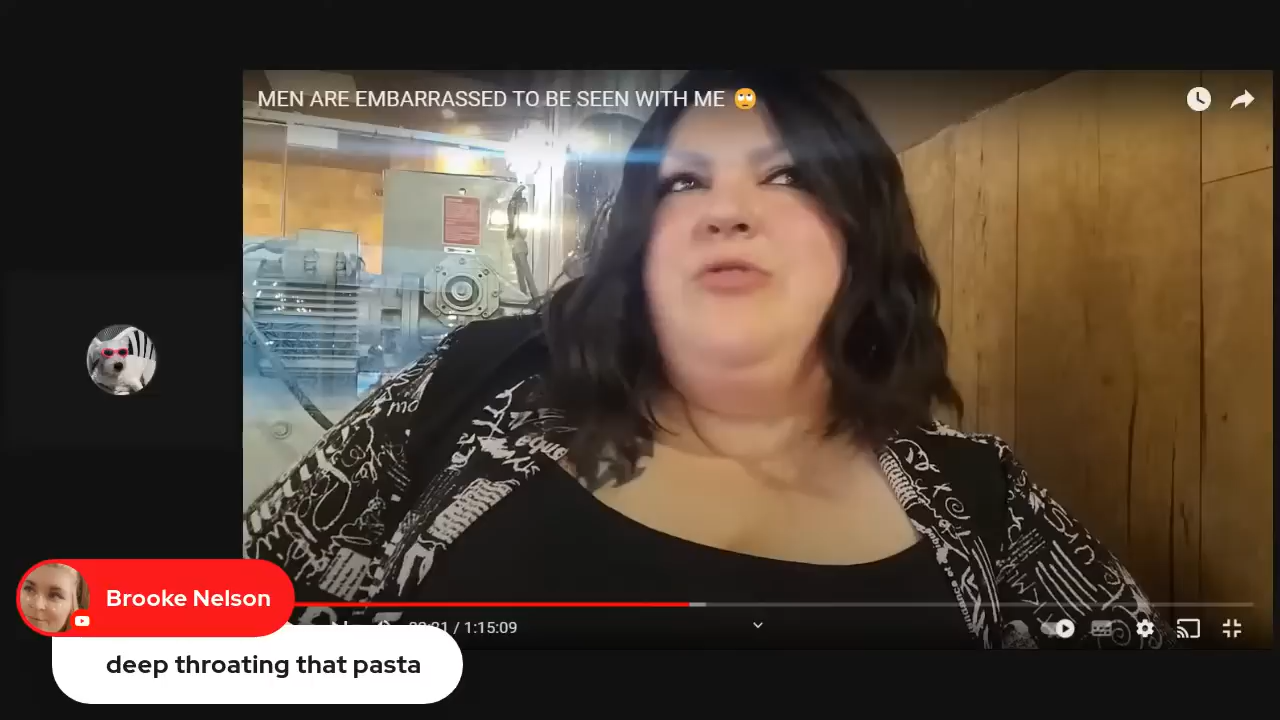 MEN ARE EMBARRASSED TO BE SEEN WITH ME 🙄
/ 1:15:09
Brooke Nelson
deep throating that pasta